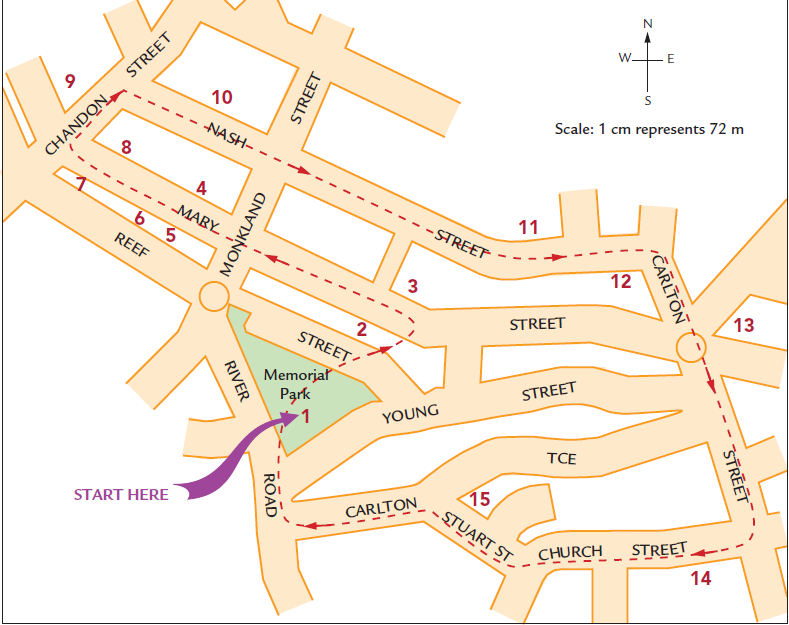 N
W E
S
Scale: 1 cm represents 72 m
STREET
9
10
STREET
CHANDON
NASH
8
7
4
6
MARY
5
REEF
MONKLAND
11
STREET
12
CARLTON
3
2
STREET
STREET
13
RIVER
Memorial
Park
1
YOUNG
STREET
START HERE
ROAD
TCE
STREET
15
CARLTON
STUART ST
CHURCH STREET
14